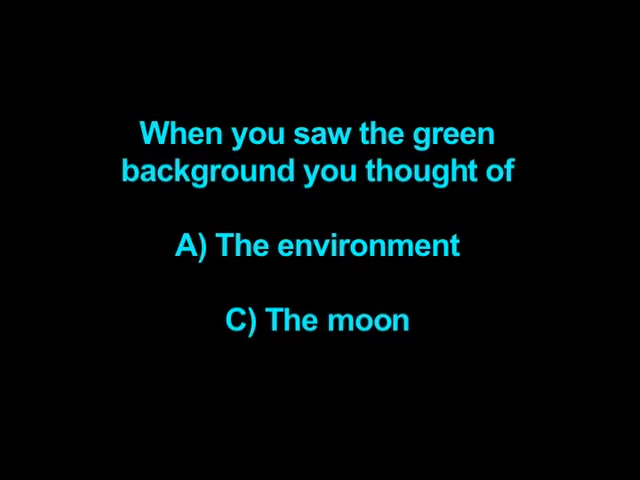 When you saw the green
background you thought of
A) The environment
C) The moon